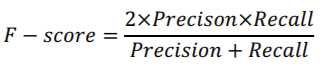 F − score = 2×Precison×Recall / Precision + Recall